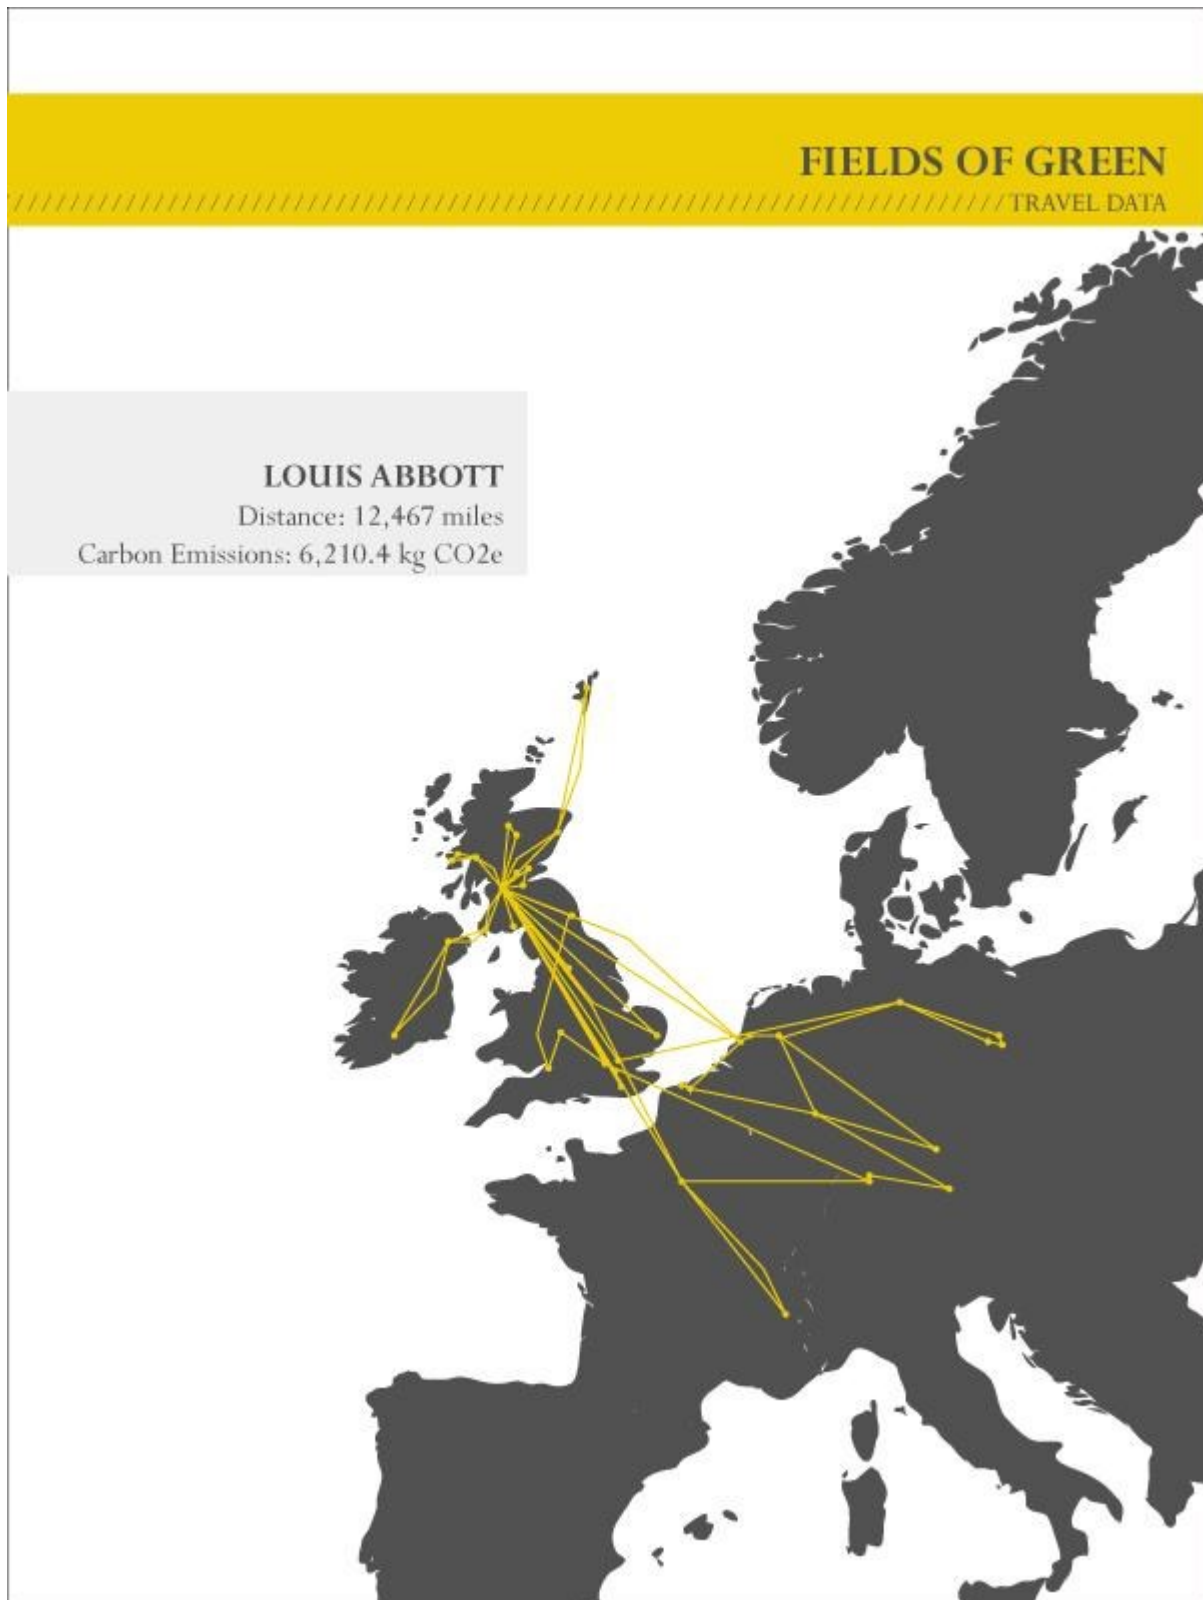 FIELDS OF GREEN
TRAVEL DATA
LOUIS ABBOTT
Distance: 12,467 miles
Carbon Emissions: 6,210.4 kg CO2e